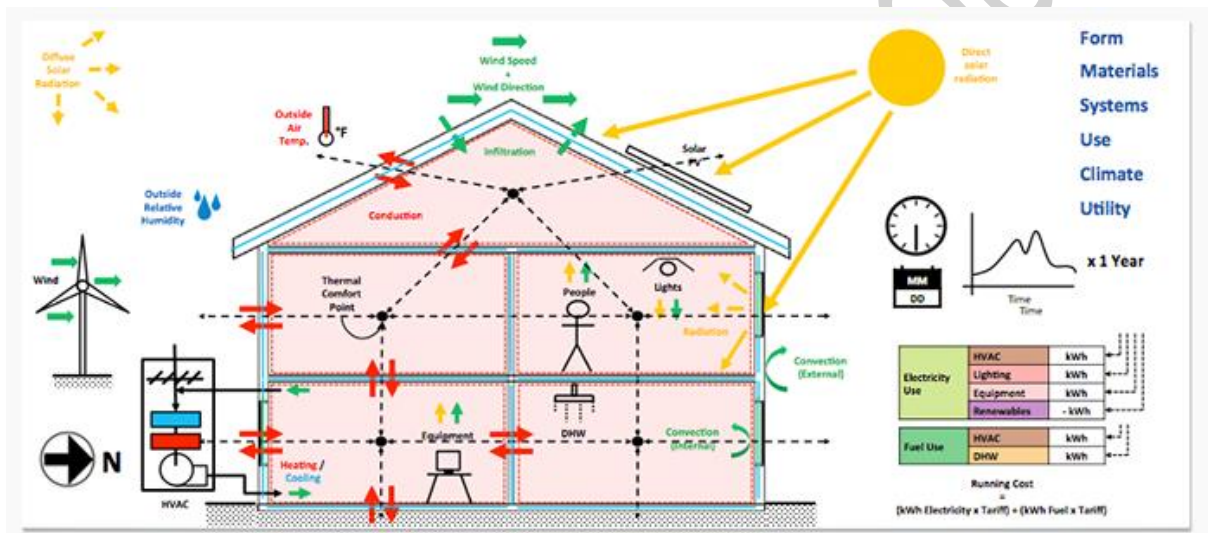 Diffuse
Solar
Radiation
Wind Speed
+
Wind Direction
Direct
solar
radiation
Form
Materials
Systems
Use
Climate
Utility
Outside
Air
Temp.
°F
Infiltration
Solar
PV
Outside
Relative
Humidity
Conduction
Wind
Thermal
Comfort
Point
People
Lights
Radiation
MM
DD
x 1 Year
Time
Time
Convection
(External)
Electricity
Use
HVAC kWh
Lighting kWh
Equipment kWh
Renewables - kWh
Fuel Use
HVAC kWh
DHW kWh
Equipment
DHW
Convection
(Internal)
N
Heating /
Cooling
HVAC
Running Cost
=
(kWh Electricity x Tariff) + (kWh Fuel x Tariff)